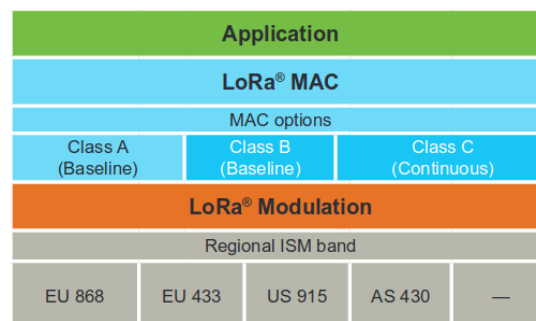 Application
LoRa® MAC
MAC options
Class A
(Baseline)
Class B
(Baseline)
Class C
(Continuous)
LoRa® Modulation
Regional ISM band
EU 868
EU 433
US 915
AS 430
—